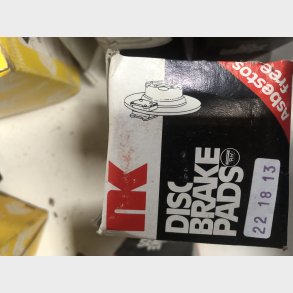 Asbestos
free
NK
DISC
BRAKE
PADS
22 18 13